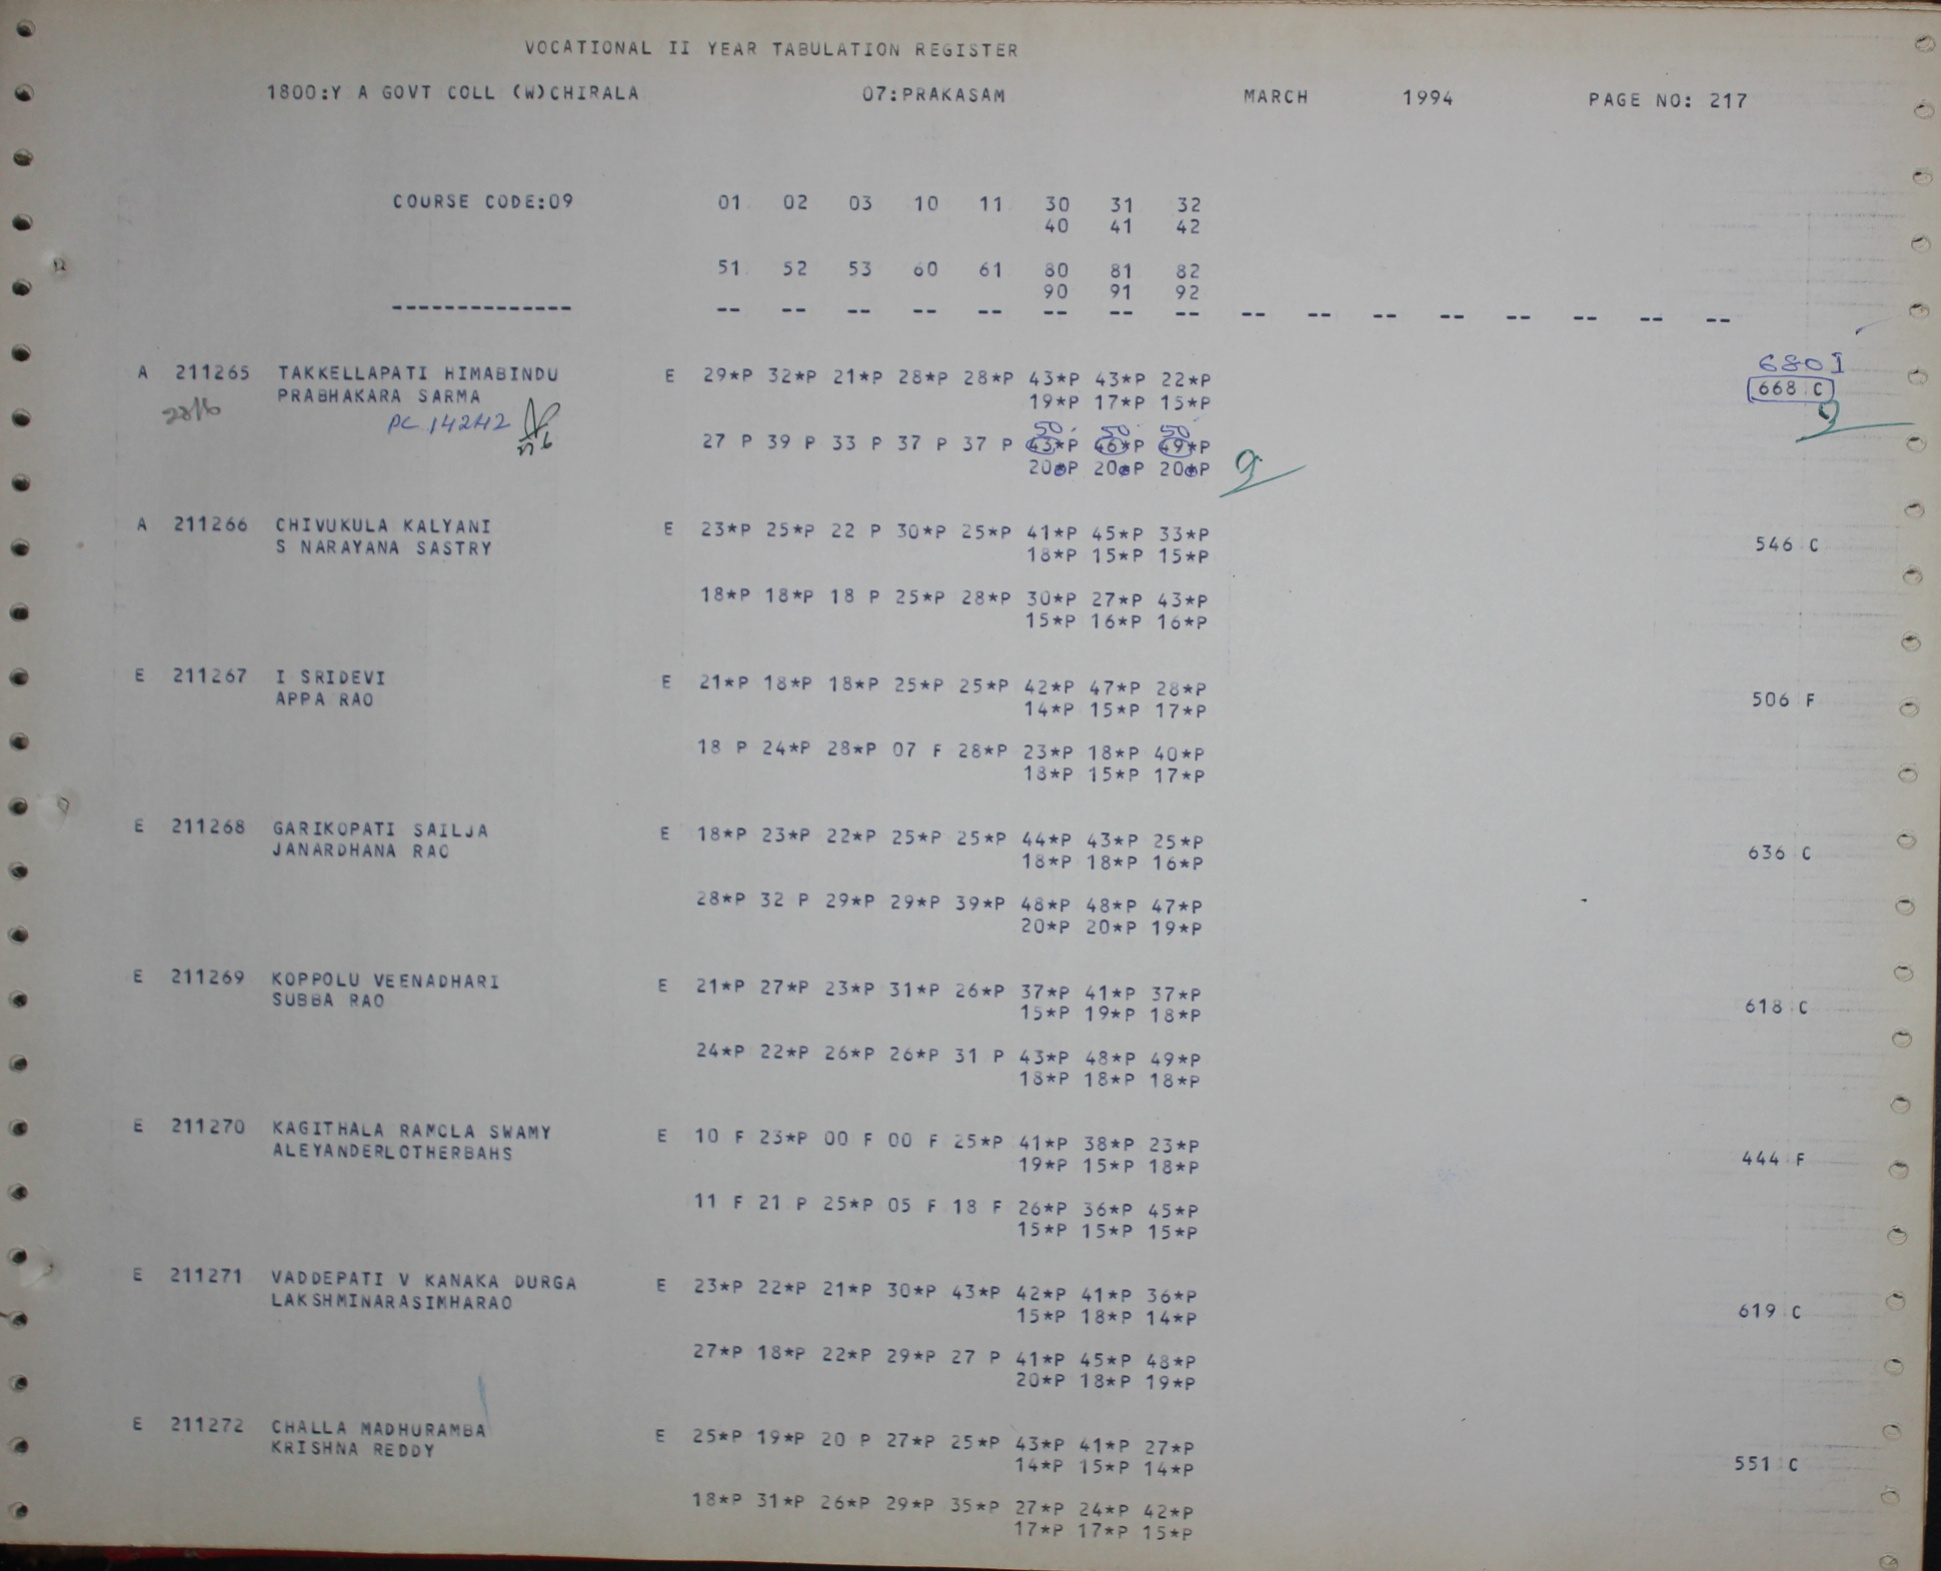 VOCATIONAL II YEAR TABULATION REGISTER
1800:Y A GOVT COLL (W)CHIRALA 07:PRAKASAM MARCH 1994 PAGE NO: 217
COURSE CODE:09 01 02 03 10 11 30 31 32
40 41 42
51 52 53 60 61 80 81 82
90 91 92
-------------- -- -- -- -- -- -- -- -- -- -- -- -- -- -- -- --
6801
A 211265 TAKKELLAPATI HIMABINDU E 29*P 32*P 21*P 28*P 28*P 43*P 43*P 22*P 668 C
PRABHAKARA SARMA 19*P 17*P 15*P
PC 14242 50 50 50
27 P 39 P 33 P 37 P 37 P 43*P 46*P 49*P
20*P 20*P 20*P
A 211266 CHIVUKULA KALYANI E 23*P 25*P 22 P 30*P 25*P 41*P 45*P 33*P
S NARAYANA SASTRY 18*P 15*P 15*P 546 C
18*P 18*P 18 P 25*P 28*P 30*P 27*P 43*P
15*P 16*P 16*P
E 211267 I SRIDEVI E 21*P 18*P 18*P 25*P 25*P 42*P 47*P 28*P
APPA RAO 14*P 15*P 17*P 506 F
18 P 24*P 28*P 07 F 28*P 23*P 18*P 40*P
18*P 15*P 17*P
E 211268 GARIKOPATI SAILJA E 18*P 23*P 22*P 25*P 25*P 44*P 43*P 25*P
JANARDHANA RAO 18*P 18*P 16*P 636 C
28*P 32 P 29*P 29*P 39*P 48*P 48*P 47*P
20*P 20*P 19*P
E 211269 KOPPOLU VEENADHARI E 21*P 27*P 23*P 31*P 26*P 37*P 41*P 37*P
SUBBA RAO 15*P 19*P 18*P 618 C
24*P 22*P 26*P 26*P 31 P 43*P 48*P 49*P
18*P 18*P 18*P
E 211270 KAGITHALA RAMOLA SWAMY E 10 F 23*P 00 F 00 F 25*P 41*P 38*P 23*P
ALEYANDERLOTHERBAHS 19*P 15*P 18*P 444 F
11 F 21 P 25*P 05 F 18 F 26*P 36*P 45*P
15*P 15*P 15*P
E 211271 VADDEPATI V KANAKA DURGA E 23*P 22*P 21*P 30*P 43*P 42*P 41*P 36*P
LAKSHMINARASIMHARAO 15*P 18*P 14*P 619 C
27*P 18*P 22*P 29*P 27 P 41*P 45*P 48*P
20*P 18*P 19*P
E 211272 CHALLA MADHURAMBA E 25*P 19*P 20 P 27*P 25*P 43*P 41*P 27*P
KRISHNA REDDY 14*P 15*P 14*P 551 C
18*P 31*P 26*P 29*P 35*P 27*P 24*P 42*P
17*P 17*P 15*P